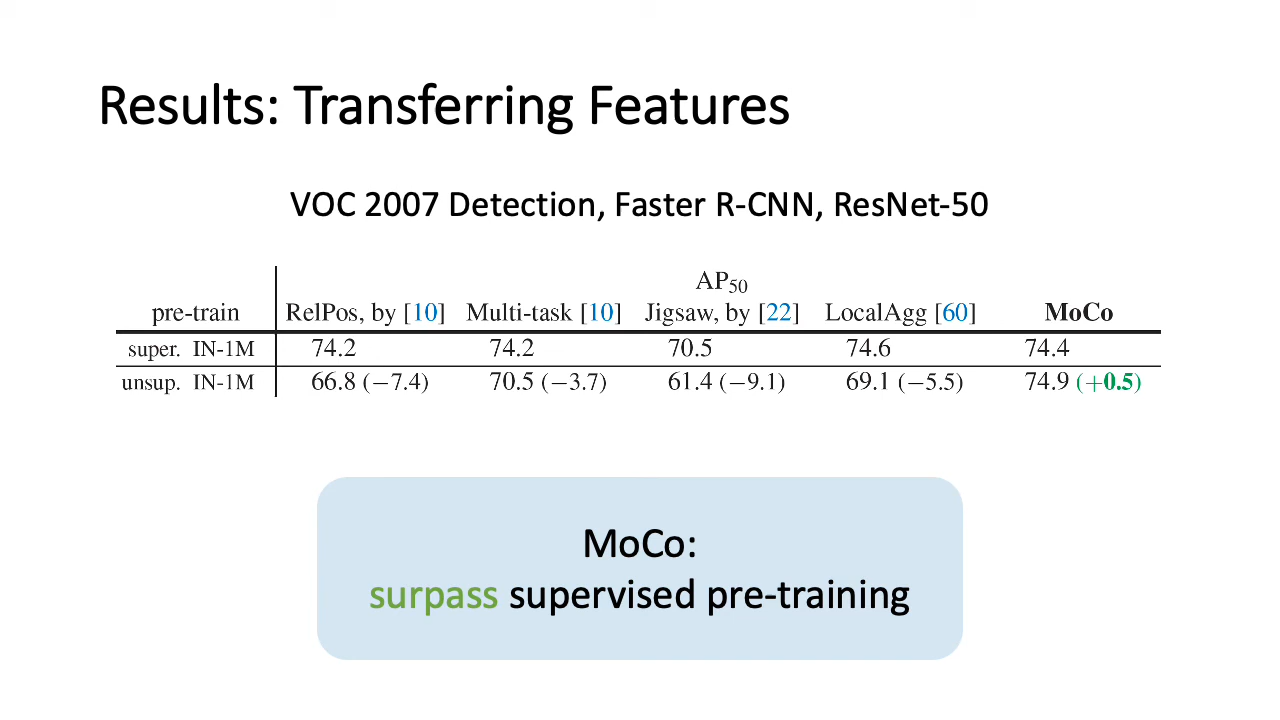 Results: Transferring Features
VOC 2007 Detection, Faster R-CNN, ResNet-50
AP50
pre-train RelPos, by [10] Multi-task [10] Jigsaw, by [22] LocalAgg [60] MoCo
super. IN-1M 74.2 74.2 70.5 74.6 74.4
unsup. IN-1M 66.8 (−7.4) 70.5 (−3.7) 61.4 (−9.1) 69.1 (−5.5) 74.9 (+0.5)
MoCo:
surpass supervised pre-training